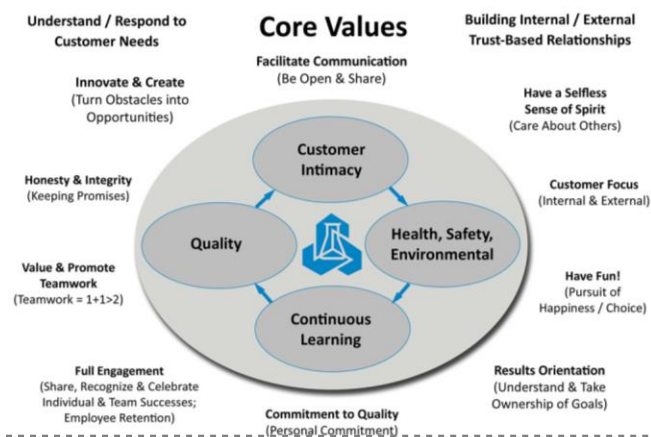 Core Values
Understand / Respond to
Customer Needs
Building Internal / External
Trust-Based Relationships
Facilitate Communication
(Be Open & Share)
Innovate & Create
(Turn Obstacles into
Opportunities)
Have a Selfless
Sense of Spirit
(Care About Others)
Honesty & Integrity
(Keeping Promises)
Customer Focus
(Internal & External)
Value & Promote
Teamwork
(Teamwork = 1+1>2)
Have Fun!
(Pursuit of
Happiness / Choice)
Full Engagement
(Share, Recognize & Celebrate
Individual & Team Successes;
Employee Retention)
Results Orientation
(Understand & Take
Ownership of Goals)
Commitment to Quality
(Personal Commitment)
Customer
Intimacy
Health, Safety,
Environmental
Continuous
Learning
Quality